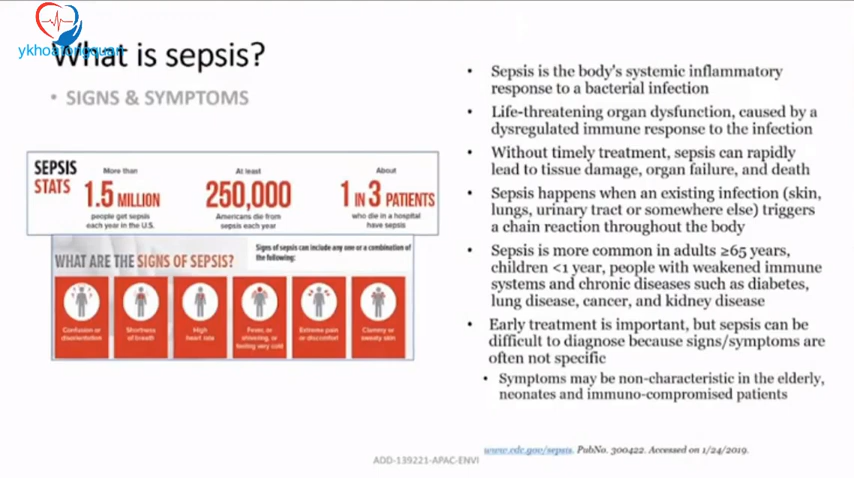 ykhoatongquan
What is sepsis?
• SIGNS & SYMPTOMS
SEPSIS
STATS
More than
1.5 MILLION
people get sepsis
each year in the U.S.
At least
250,000
Americans die from
sepsis each year
About
1 IN 3 PATIENTS
who die in a hospital
have sepsis
WHAT ARE THE SIGNS OF SEPSIS?
Signs of sepsis can include any one or a combination of
the following:
Confusion or
disorientation
Shortness
of breath
High
heart rate
Fever, or
shivering, or
feeling very cold
Extreme pain
or discomfort
Clammy or
sweaty skin
• Sepsis is the body's systemic inflammatory
response to a bacterial infection
• Life-threatening organ dysfunction, caused by a
dysregulated immune response to the infection
• Without timely treatment, sepsis can rapidly
lead to tissue damage, organ failure, and death
• Sepsis happens when an existing infection (skin,
lungs, urinary tract or somewhere else) triggers
a chain reaction throughout the body
• Sepsis is more common in adults ≥65 years,
children <1 year, people with weakened immune
systems and chronic diseases such as diabetes,
lung disease, cancer, and kidney disease
• Early treatment is important, but sepsis can be
difficult to diagnose because signs/symptoms are
often not specific
• Symptoms may be non-characteristic in the elderly,
neonates and immuno-compromised patients
www.cdc.gov/sepsis. PubNo. 300422. Accessed on 1/24/2019.
ADD-139221-APAC-ENVI